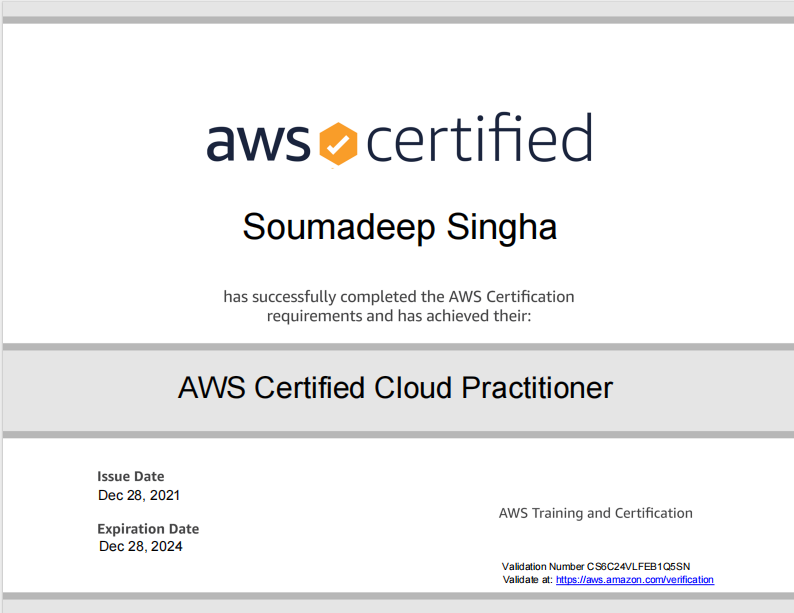 aws certified
Soumadeep Singha
has successfully completed the AWS Certification
requirements and has achieved their:
AWS Certified Cloud Practitioner
Issue Date
Dec 28, 2021
Expiration Date
Dec 28, 2024
AWS Training and Certification
Validation Number CS6C24VLFEB1Q5SN
Validate at: https://aws.amazon.com/verification